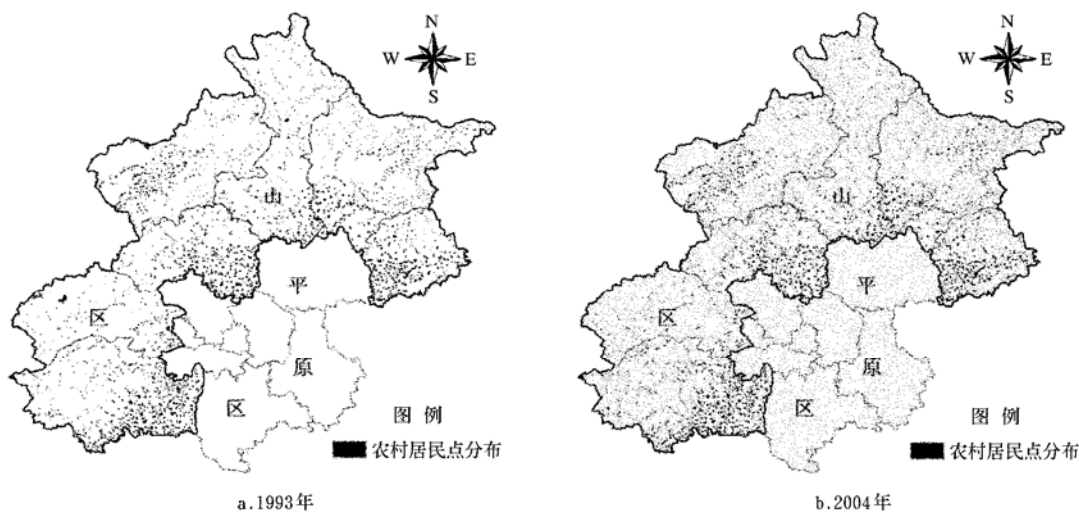 N
W E
S
山
平
区
原
区
图 例
农村居民点分布
a.1993年
N
W E
S
山
平
区
原
区
图 例
农村居民点分布
b.2004年